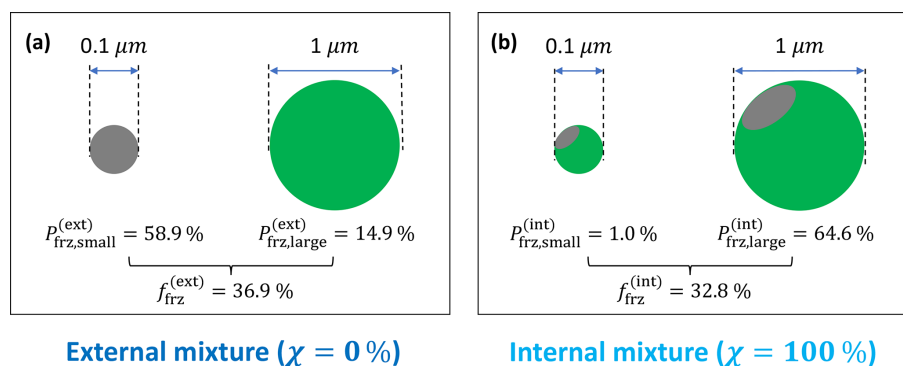 (a)
0.1 μm
1 μm
P_frz,small^(ext) = 58.9 %
P_frz,large^(ext) = 14.9 %
f_frz^(ext) = 36.9 %
External mixture (χ = 0 %)
(b)
0.1 μm
1 μm
P_frz,small^(int) = 1.0 %
P_frz,large^(int) = 64.6 %
f_frz^(int) = 32.8 %
Internal mixture (χ = 100 %)